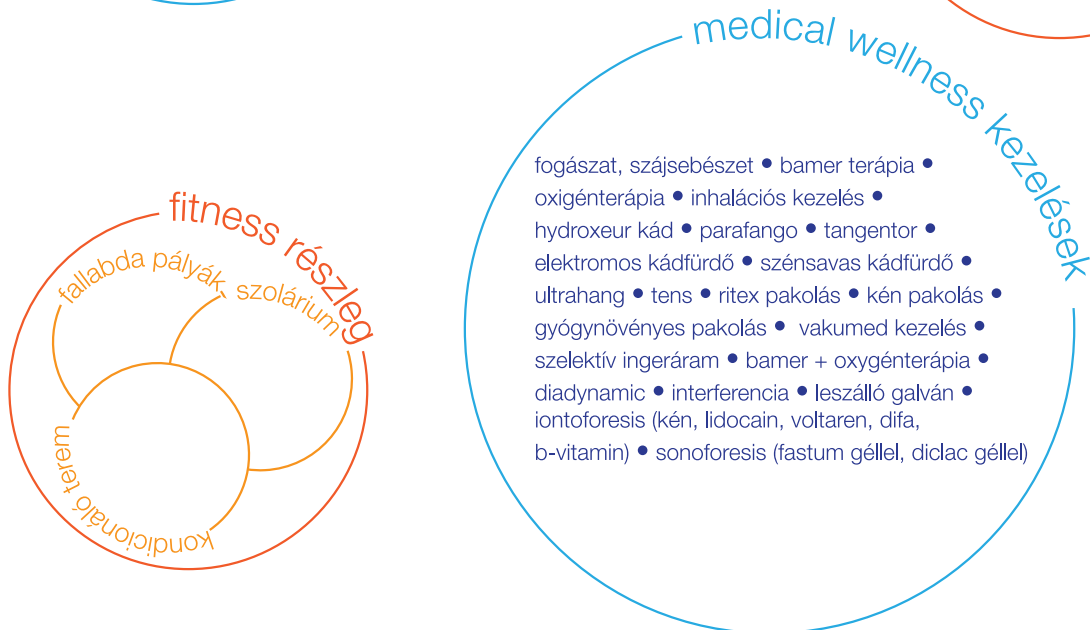 fitness részleg
fallabda pályák
szolárium
kondicionáló terem
medical wellness kezelések
fogászat, szájsebészet • bamer terápia •
oxigénterápia • inhalációs kezelés •
hydroxeur kád • parafango • tangentor •
elektromos kádfürdő • szénsavas kádfürdő •
ultrahang • tens • ritex pakolás • kén pakolás •
gyógynövényes pakolás • vakumed kezelés •
szelektív ingeráram • bamer + oxygénterápia •
diadynamic • interferencia • leszálló galván •
iontoforesis (kén, lidocain, voltaren, difa,
b-vitamin) • sonoforesis (fastum géllel, diclac géllel)